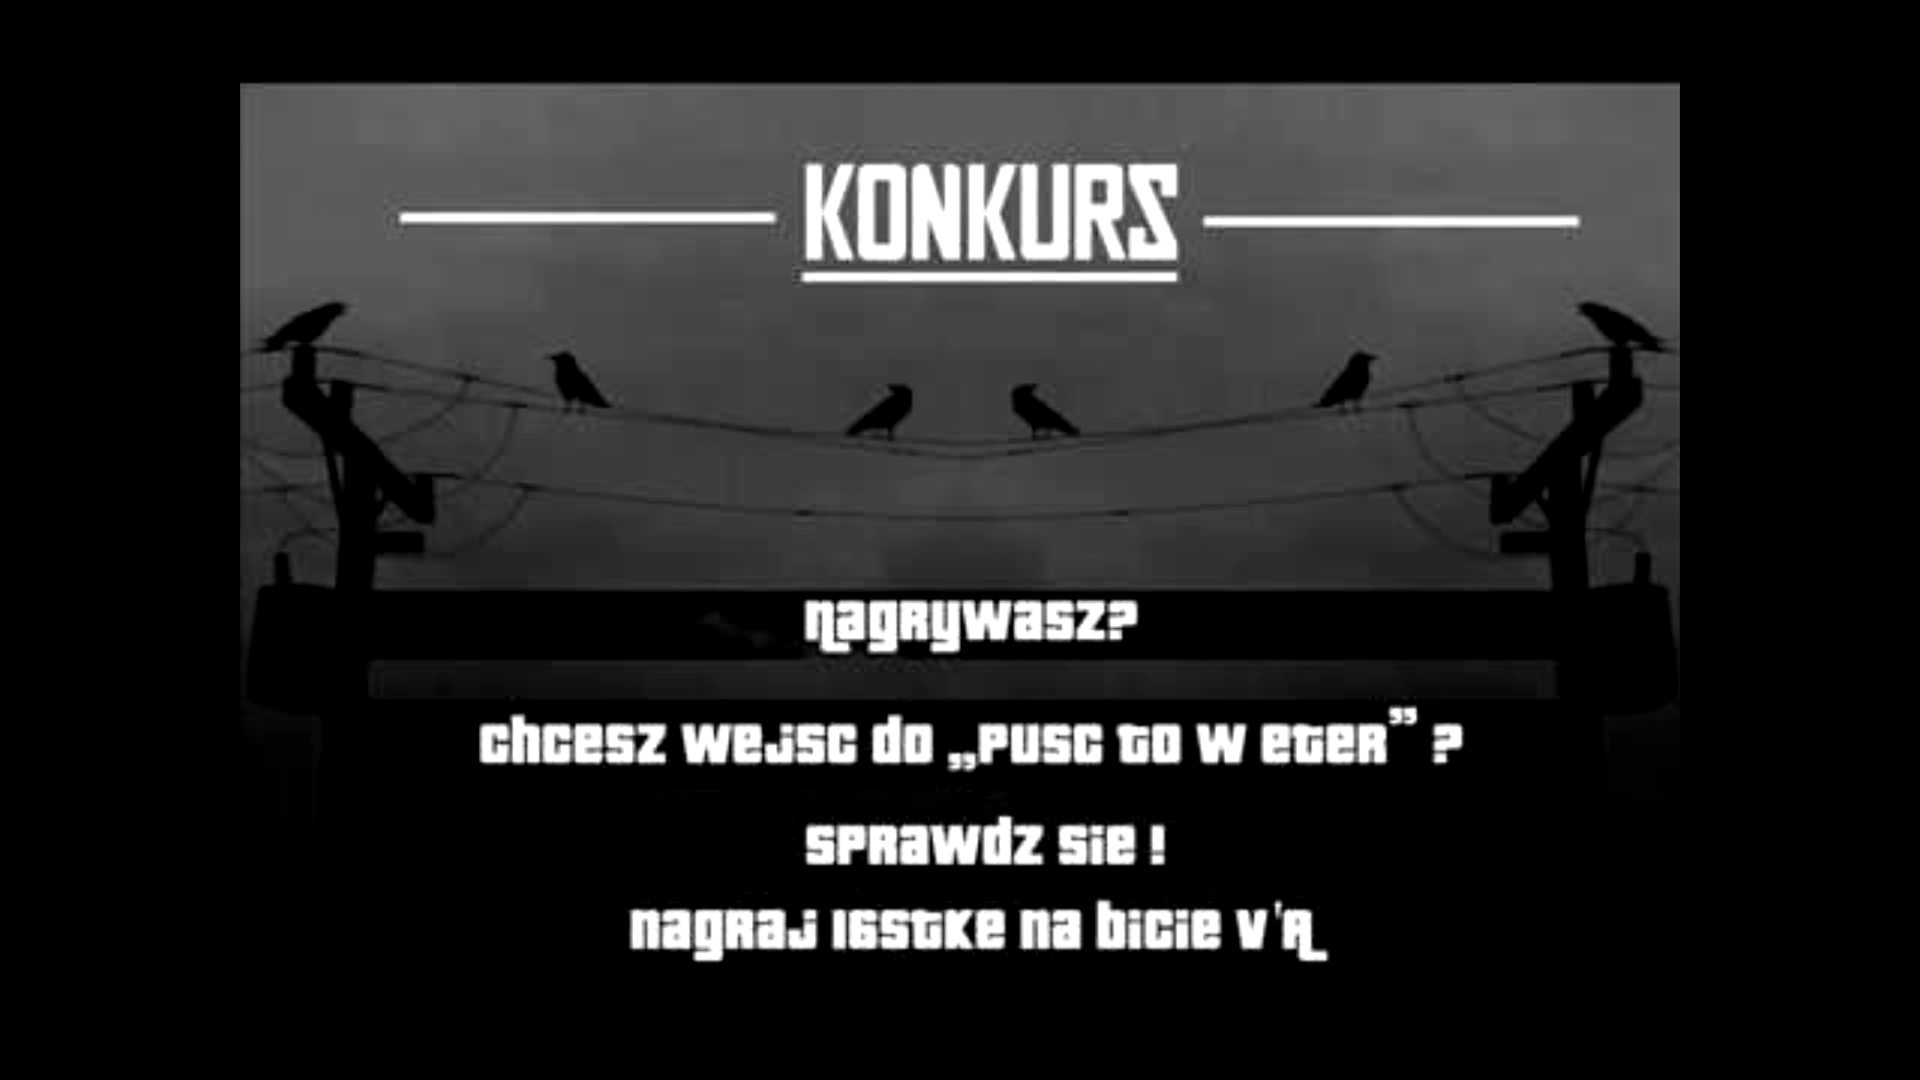 KONKURS
nagrywasz?
chcesz wejsc do „pusc to w eter” ?
sprawdz sie !
nagraj 16stke na bicie V'A